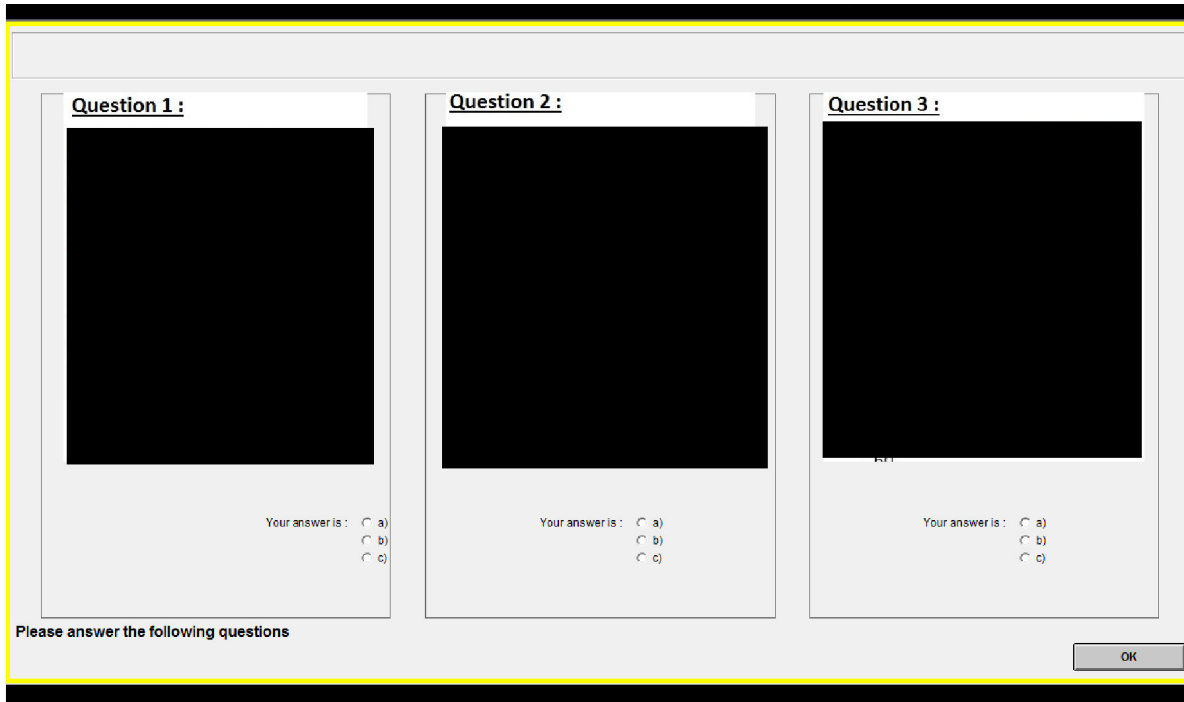 Question 1 :
Question 2 :
Question 3 :
Your answer is : a)
b)
c)
Your answer is : a)
b)
c)
Your answer is : a)
b)
c)
Please answer the following questions
OK